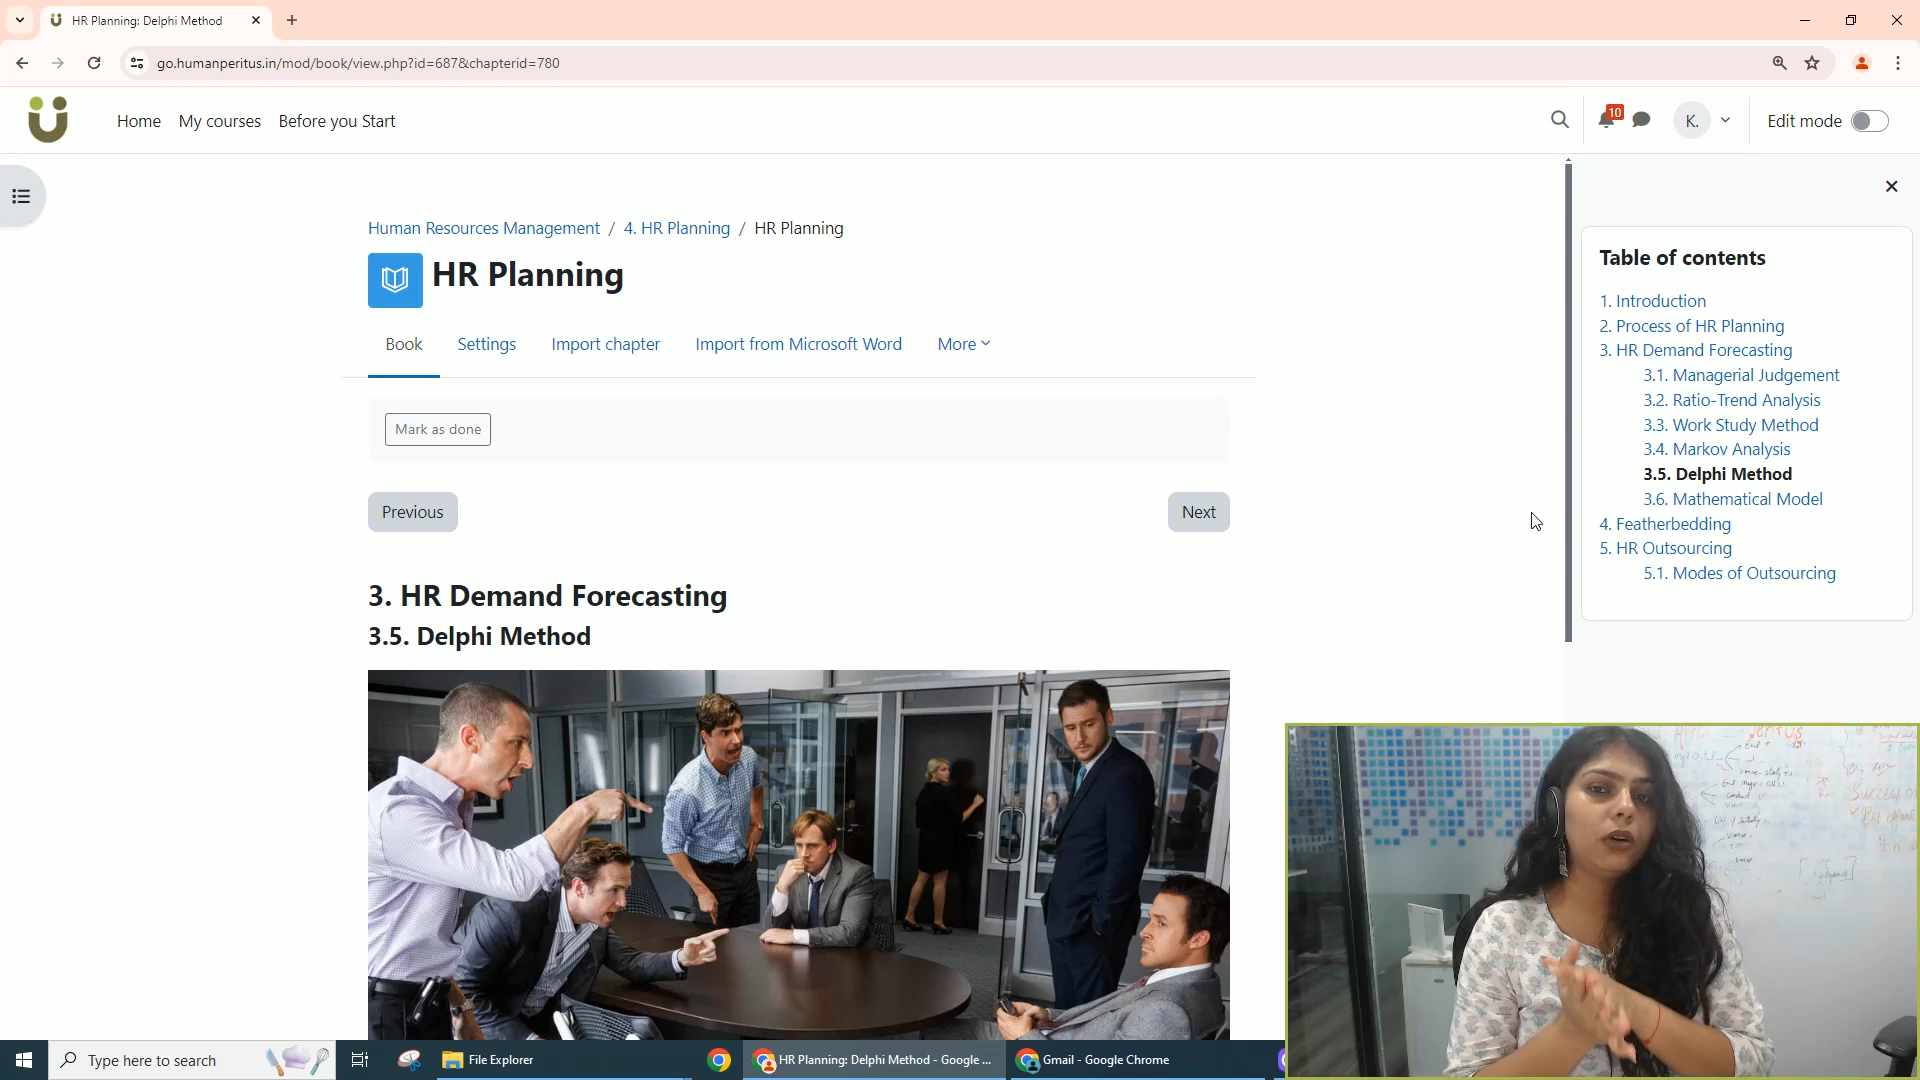 HR Planning: Delphi Method
go.humanperitus.in/mod/book/view.php?id=687&chapterid=780
Home
My courses
Before you Start
10
K.
Edit mode
Human Resources Management / 4. HR Planning / HR Planning
HR Planning
Book
Settings
Import chapter
Import from Microsoft Word
More
Mark as done
Previous
Next
3. HR Demand Forecasting
3.5. Delphi Method
Table of contents
1. Introduction
2. Process of HR Planning
3. HR Demand Forecasting
3.1. Managerial Judgement
3.2. Ratio-Trend Analysis
3.3. Work Study Method
3.4. Markov Analysis
3.5. Delphi Method
3.6. Mathematical Model
4. Featherbedding
5. HR Outsourcing
5.1. Modes of Outsourcing
Type here to search
File Explorer
HR Planning: Delphi Method - Google ...
Gmail - Google Chrome